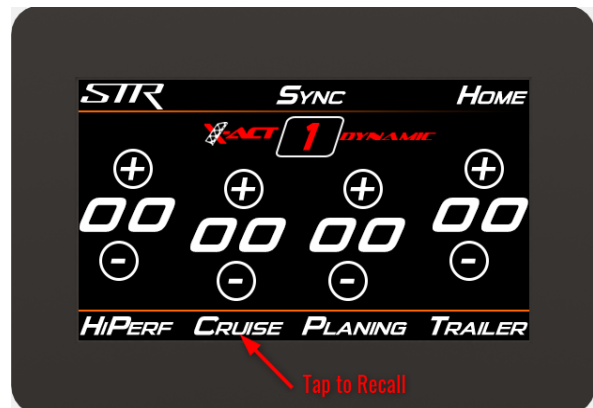 STR SYNC HOME
X-ACT 1 DYNAMIC
+ + + +
00 00 00 00
- - - -
HIPERF CRUISE PLANING TRAILER
Tap to Recall